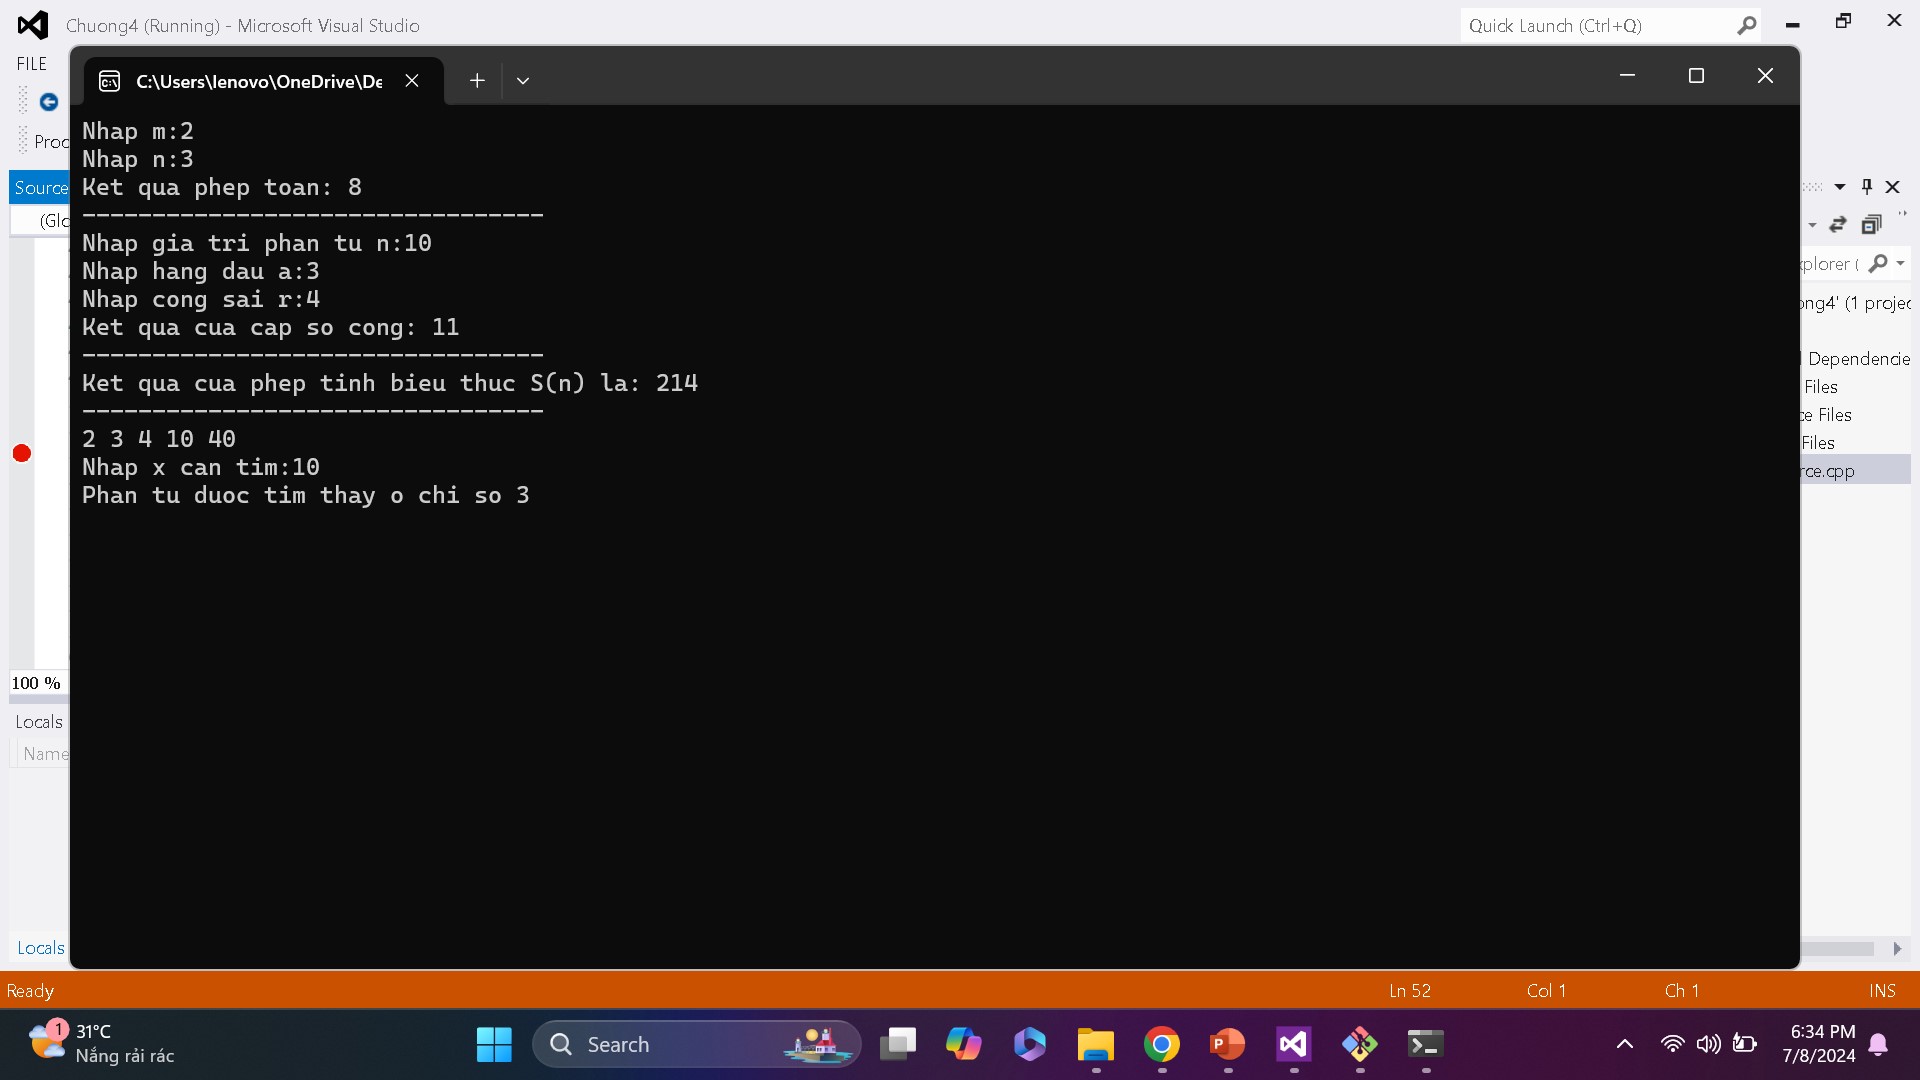 Chuong4 (Running) - Microsoft Visual Studio
Quick Launch (Ctrl+Q)
FILE
C:\Users\lenovo\OneDrive\De
Proc
Source
(Glo
Nhap m:2
Nhap n:3
Ket qua phep toan: 8
---------------------------------
Nhap gia tri phan tu n:10
Nhap hang dau a:3
Nhap cong sai r:4
Ket qua cua cap so cong: 11
---------------------------------
Ket qua cua phep tinh bieu thuc S(n) la: 214
---------------------------------
2 3 4 10 40
Nhap x can tim:10
Phan tu duoc tim thay o chi so 3
xplorer (
ong4' (1 projec
l Dependencie
Files
ce Files
Files
rce.cpp
100 %
Locals
Name
Locals
Ready
Ln 52
Col 1
Ch 1
INS
1
31°C
Nắng rải rác
Search
6:34 PM
7/8/2024